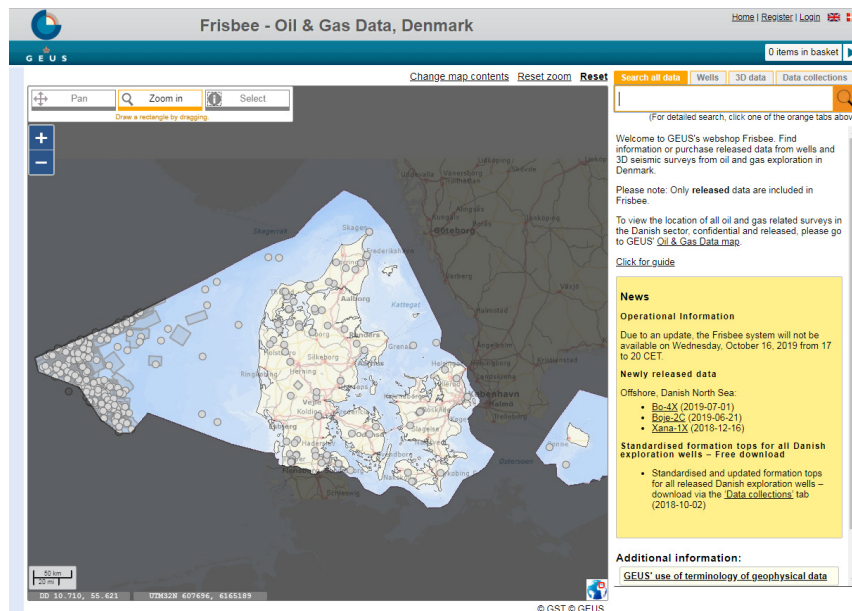 Frisbee - Oil & Gas Data, Denmark
Home | Register | Login
G E U S
0 items in basket
Change map contents Reset zoom Reset
Search all data Wells 3D data Data collections
Pan Zoom in Select
Draw a rectangle by dragging.
+
−
(For detailed search, click one of the orange tabs abov
Welcome to GEUS's webshop Frisbee. Find
information or purchase released data from wells and
3D seismic surveys from oil and gas exploration in
Denmark.
Please note: Only released data are included in
Frisbee.
To view the location of all oil and gas related surveys in
the Danish sector, confidential and released, please go
to GEUS' Oil & Gas Data map.
Click for guide
News
Operational Information
Due to an update, the Frisbee system will not be
available on Wednesday, October 16, 2019 from 17
to 20 CET.
Newly released data
Offshore, Danish North Sea:
Bo-4X (2019-07-01)
Boje-2C (2019-06-21)
Xana-1X (2018-12-16)
Standardised formation tops for all Danish
exploration wells – Free download
Standardised and updated formation tops
for all released Danish exploration wells –
download via the 'Data collections' tab
(2018-10-02)
Additional information:
GEUS' use of terminology of geophysical data
Skagerrak
Skagen
Frederikshavn
Göteborg
Aalborg
Kattegat
Randers
Grenaa
Silkeborg
Herning
Vejle
Kolding
Varberg
Växjö
København
Malmö
Slagelse
Østersøen
50 km
20 mi
DD 10.710, 55.621 UTM32N 607696, 6165189
© GST © GEUS